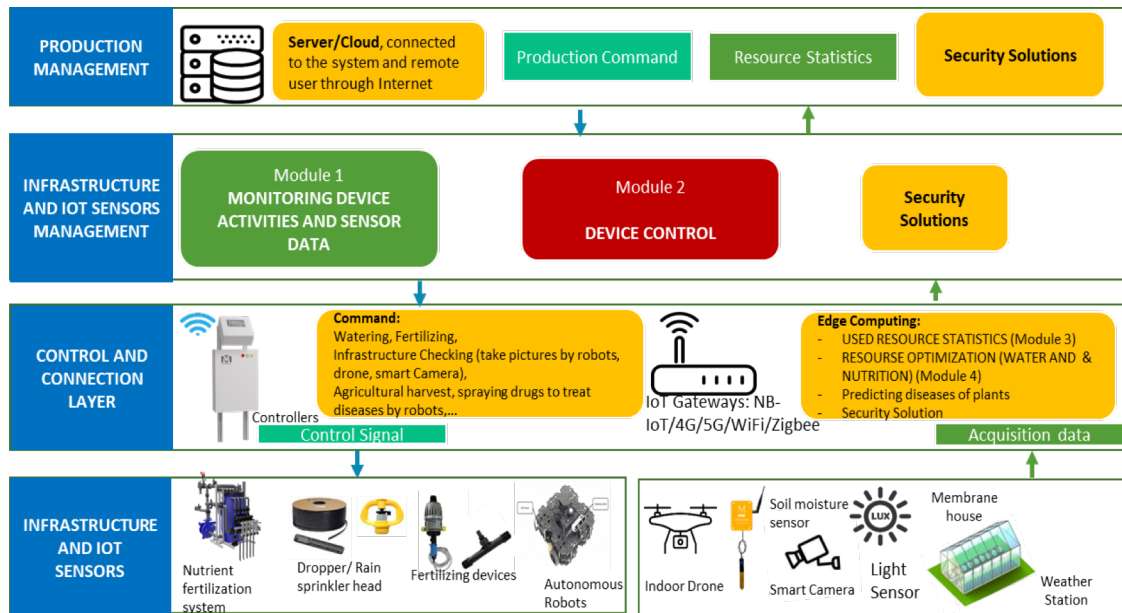 PRODUCTION
MANAGEMENT
Server/Cloud, connected
to the system and remote
user through Internet
Production Command
Resource Statistics
Security Solutions
INFRASTRUCTURE
AND IOT SENSORS
MANAGEMENT
Module 1
MONITORING DEVICE
ACTIVITIES AND SENSOR
DATA
Module 2
DEVICE CONTROL
Security
Solutions
CONTROL AND
CONNECTION
LAYER
Controllers
Command:
Watering, Fertilizing,
Infrastructure Checking (take pictures by robots,
drone, smart Camera),
Agricultural harvest, spraying drugs to treat
diseases by robots,...
Control Signal
IoT Gateways: NB-
IoT/4G/5G/WiFi/Zigbee
Edge Computing:
- USED RESOURCE STATISTICS (Module 3)
- RESOURSE OPTIMIZATION (WATER AND &
NUTRITION) (Module 4)
- Predicting diseases of plants
- Security Solution
Acquisition data
INFRASTRUCTURE
AND IOT
SENSORS
Nutrient
fertilization
system
Dropper/ Rain
sprinkler head
Fertilizing devices
Autonomous
Robots
Indoor Drone
Soil moisture
sensor
Smart Camera
LUX
Light
Sensor
Membrane
house
Weather
Station